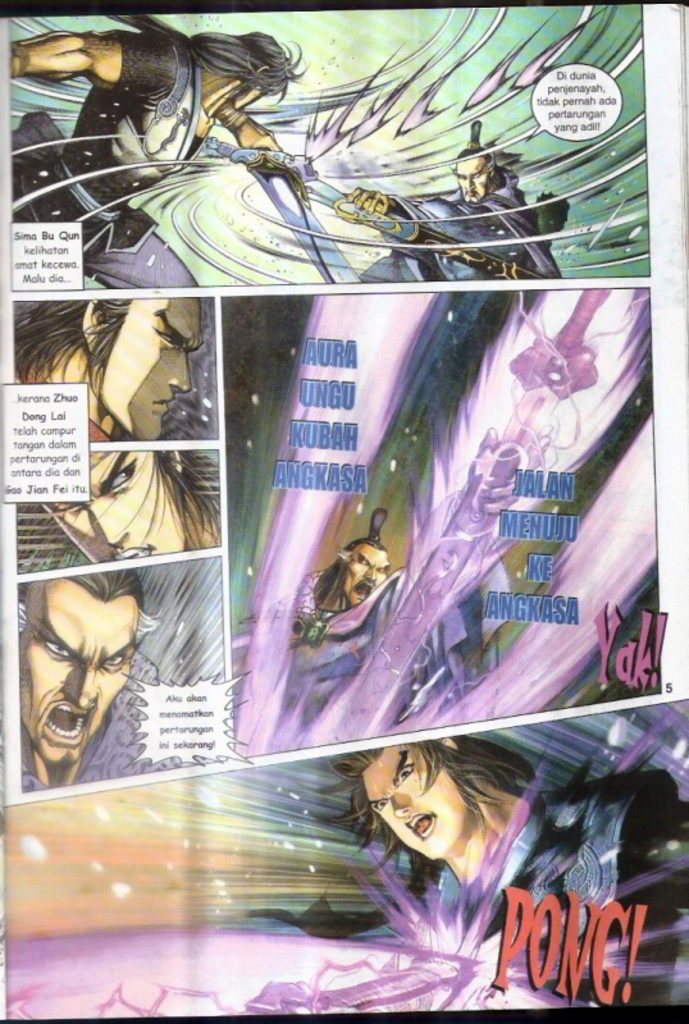 Di dunia
penjenayah,
tidak pernah ada
pertarungan
yang adil!
Sima Bu Qun
kelihatan
amat kecewa.
Malu dia...
...kerana Zhuo
Dong Lai
telah campur
tangan dalam
pertarungan di
antara dia dan
Gao Jian Fei itu.
AURA
UNGU
KUBAH
ANGKASA
JALAN
MENUJU
KE
ANGKASA
Yak!
Aku akan
menamatkan
pertarungan
ini sekarang!
5
PONG!